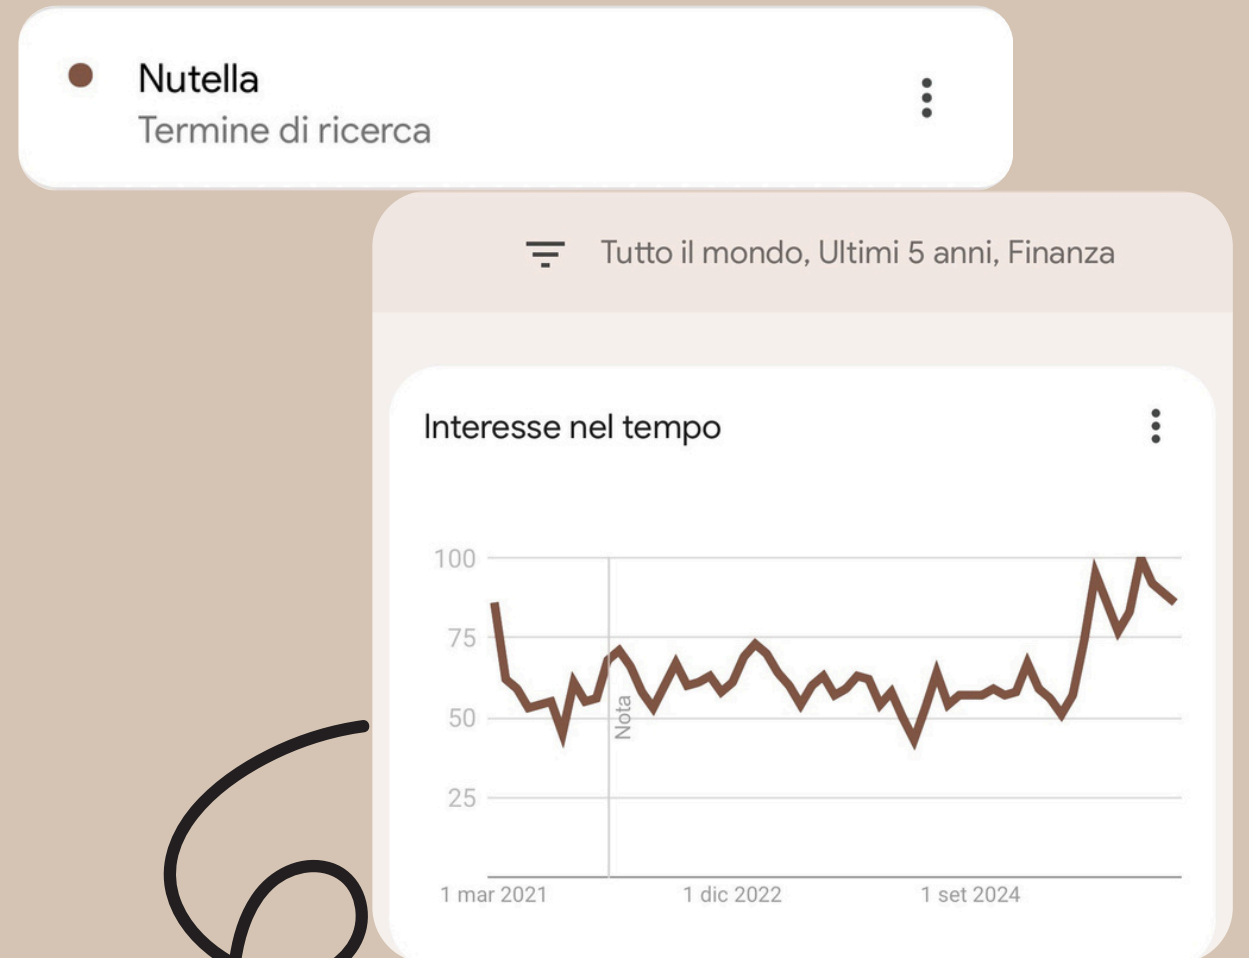 Nutella
Termine di ricerca
Tutto il mondo, Ultimi 5 anni, Finanza
Interesse nel tempo
100
75
50
25
Nota
1 mar 2021
1 dic 2022
1 set 2024